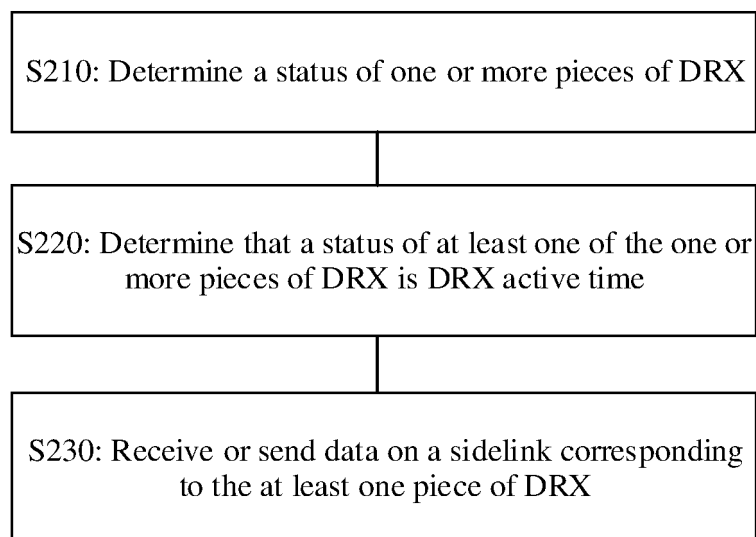 S210: Determine a status of one or more pieces of DRX
S220: Determine that a status of at least one of the one or
more pieces of DRX is DRX active time
S230: Receive or send data on a sidelink corresponding
to the at least one piece of DRX